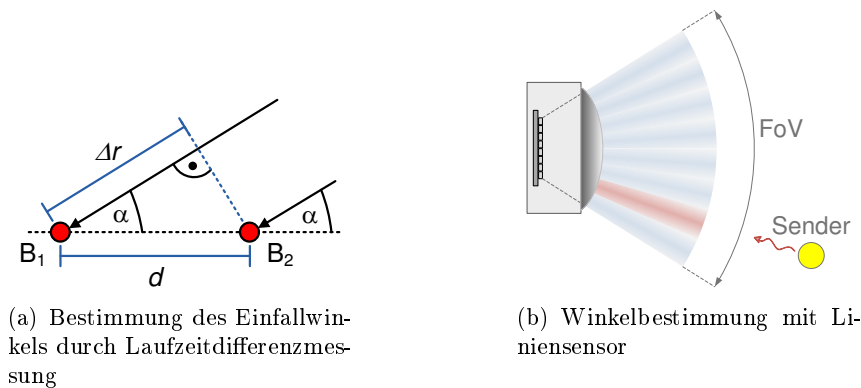 Δr
α
α
B1
B2
d
FoV
Sender
(a) Bestimmung des Einfallwin-
kels durch Laufzeitdifferenzmes-
sung
(b) Winkelbestimmung mit Li-
niensensor